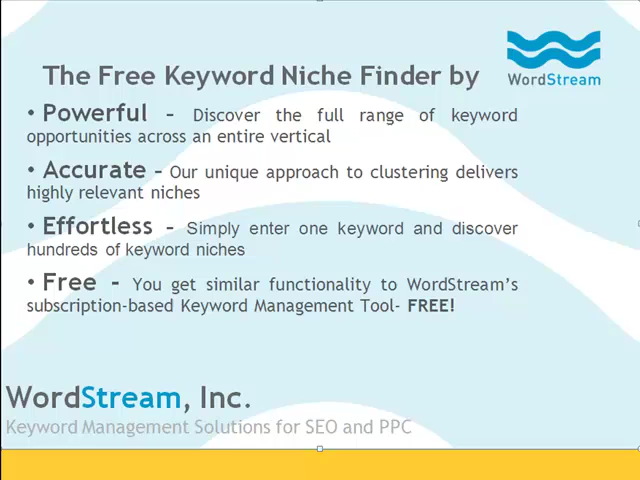 The Free Keyword Niche Finder by
WordStream
• Powerful – Discover the full range of keyword
opportunities across an entire vertical
• Accurate – Our unique approach to clustering delivers
highly relevant niches
• Effortless – Simply enter one keyword and discover
hundreds of keyword niches
• Free - You get similar functionality to WordStream's
subscription-based Keyword Management Tool- FREE!
WordStream, Inc.
Keyword Management Solutions for SEO and PPC